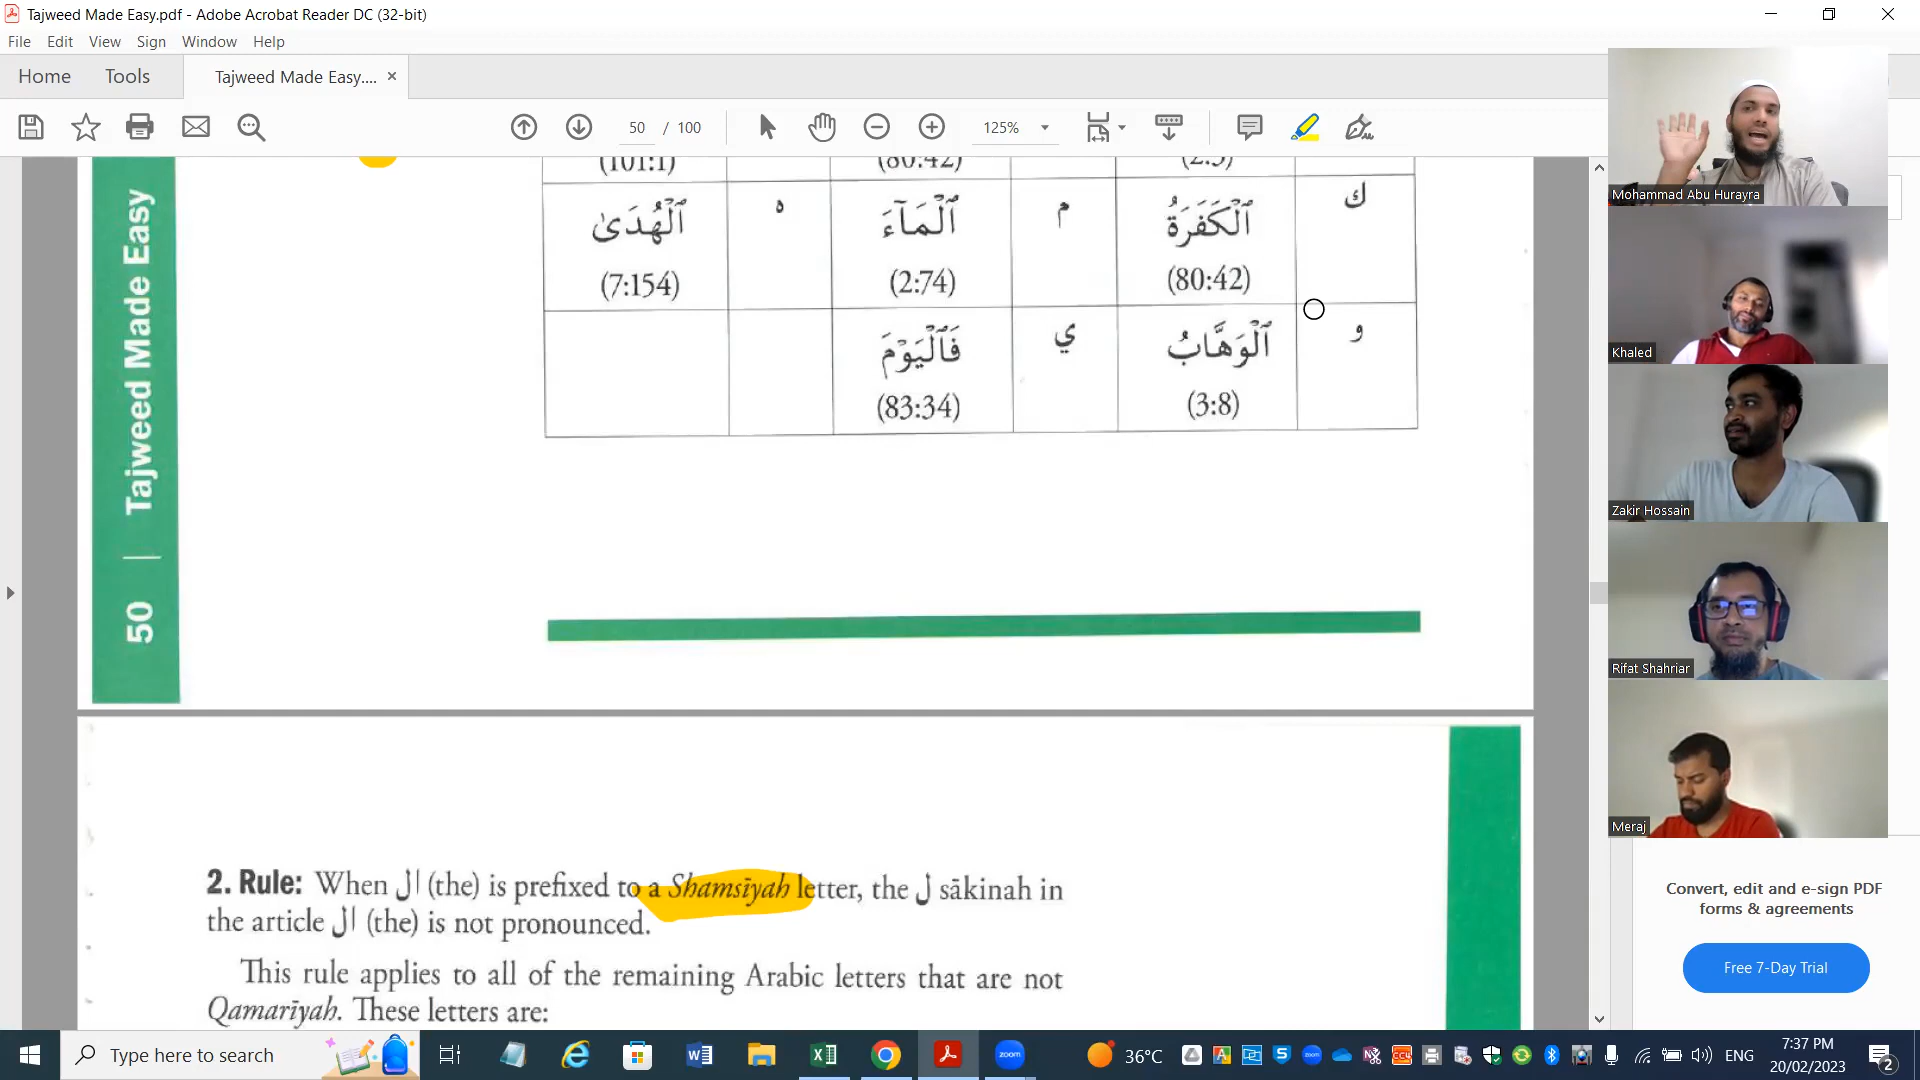 Tajweed Made Easy.pdf - Adobe Acrobat Reader DC (32-bit)
File Edit View Sign Window Help
Home Tools Tajweed Made Easy.... ×
50 / 100 125%
50 | Tajweed Made Easy
(101:1) (80:42)
ك ٱلْكَفَرَةُ م ٱلْمَآءَ ه ٱلْهُدَىٰ
(80:42) (2:74) (7:154)
و ٱلْوَهَّابُ ي فَٱلْيَوْمَ
(3:8) (83:34)
2. Rule: When ال (the) is prefixed to a Shamsīyah letter, the ل sākinah in
the article ال (the) is not pronounced.
This rule applies to all of the remaining Arabic letters that are not
Qamarīyah. These letters are:
Mohammad Abu Hurayra
Khaled
Zakir Hossain
Rifat Shahriar
Meraj
Convert, edit and e-sign PDF
forms & agreements
Free 7-Day Trial
Type here to search
zoom
36°C
ENG
7:37 PM
20/02/2023
2